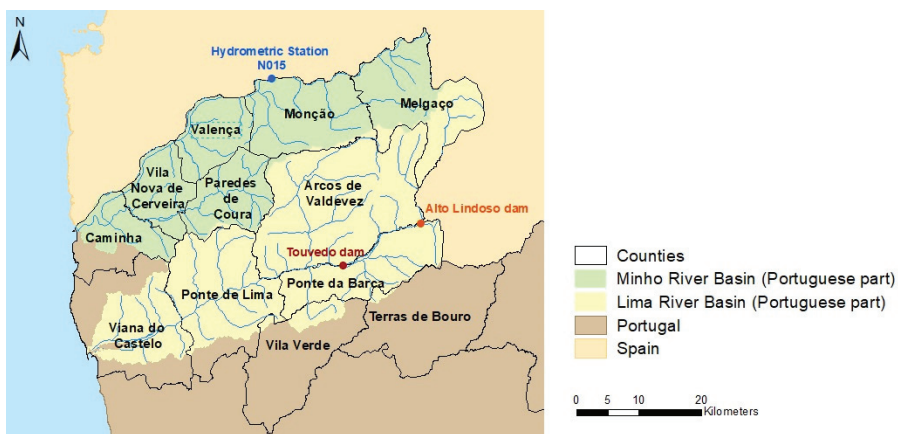 N
Hydrometric Station
N015
Melgaço
Monção
Valença
Vila
Nova de
Cerveira
Paredes
de
Coura
Arcos de
Valdevez
Alto Lindoso dam
Caminha
Touvedo dam
Ponte da Barca
Ponte de Lima
Viana do
Castelo
Terras de Bouro
Vila Verde
Counties
Minho River Basin (Portuguese part)
Lima River Basin (Portuguese part)
Portugal
Spain
0 5 10 20
Kilometers